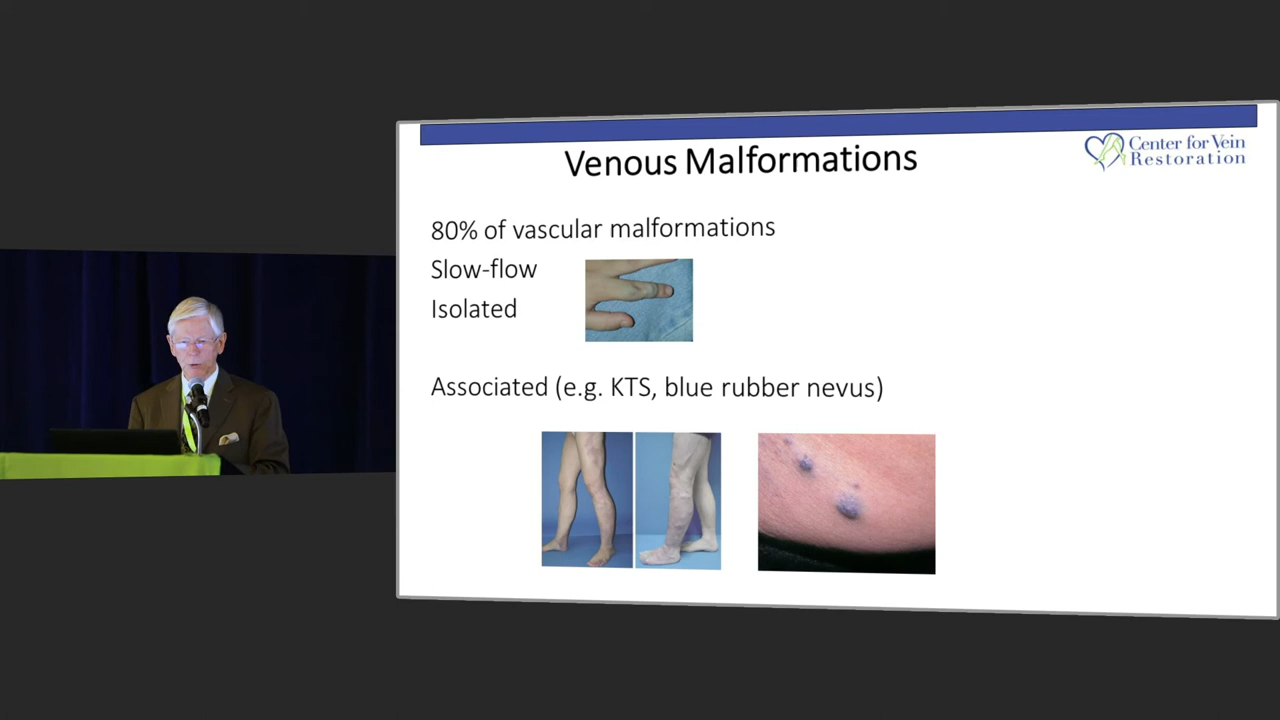 Venous Malformations
Center for Vein
Restoration
80% of vascular malformations
Slow-flow
Isolated
Associated (e.g. KTS, blue rubber nevus)